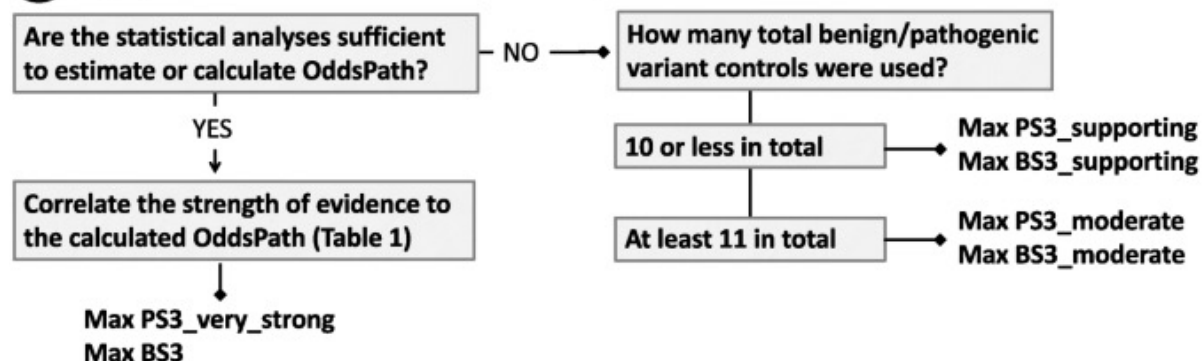 Are the statistical analyses sufficient
to estimate or calculate OddsPath?
NO
How many total benign/pathogenic
variant controls were used?
YES
10 or less in total
Max PS3_supporting
Max BS3_supporting
Correlate the strength of evidence to
the calculated OddsPath (Table 1)
At least 11 in total
Max PS3_moderate
Max BS3_moderate
Max PS3_very_strong
Max BS3